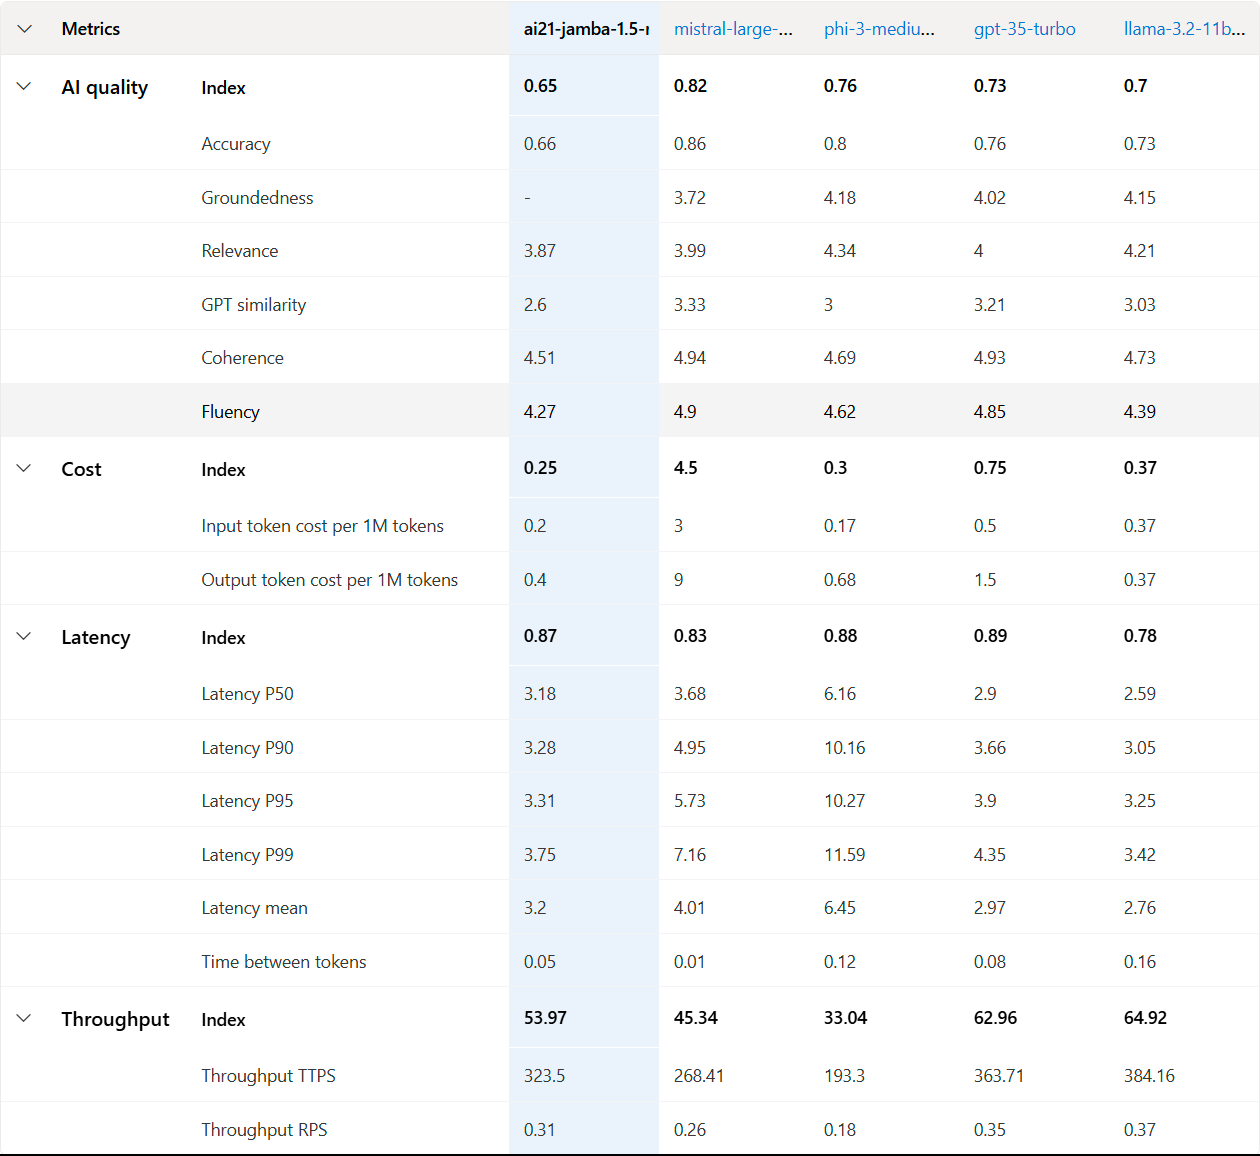 Metrics ai21-jamba-1.5-r mistral-large-... phi-3-mediu... gpt-35-turbo llama-3.2-11b...
AI quality Index 0.65 0.82 0.76 0.73 0.7
Accuracy 0.66 0.86 0.8 0.76 0.73
Groundedness - 3.72 4.18 4.02 4.15
Relevance 3.87 3.99 4.34 4 4.21
GPT similarity 2.6 3.33 3 3.21 3.03
Coherence 4.51 4.94 4.69 4.93 4.73
Fluency 4.27 4.9 4.62 4.85 4.39
Cost Index 0.25 4.5 0.3 0.75 0.37
Input token cost per 1M tokens 0.2 3 0.17 0.5 0.37
Output token cost per 1M tokens 0.4 9 0.68 1.5 0.37
Latency Index 0.87 0.83 0.88 0.89 0.78
Latency P50 3.18 3.68 6.16 2.9 2.59
Latency P90 3.28 4.95 10.16 3.66 3.05
Latency P95 3.31 5.73 10.27 3.9 3.25
Latency P99 3.75 7.16 11.59 4.35 3.42
Latency mean 3.2 4.01 6.45 2.97 2.76
Time between tokens 0.05 0.01 0.12 0.08 0.16
Throughput Index 53.97 45.34 33.04 62.96 64.92
Throughput TTPS 323.5 268.41 193.3 363.71 384.16
Throughput RPS 0.31 0.26 0.18 0.35 0.37